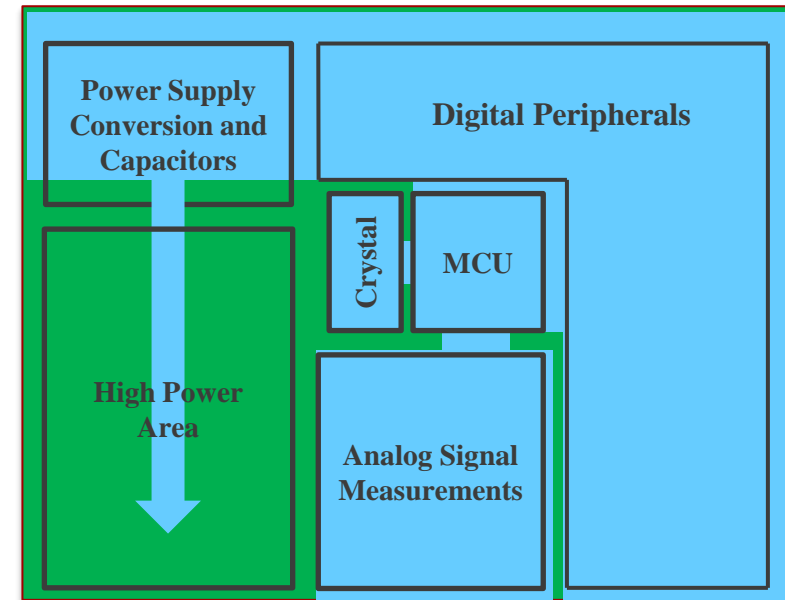 Power Supply
Conversion and
Capacitors
Digital Peripherals
Crystal
MCU
High Power
Area
Analog Signal
Measurements